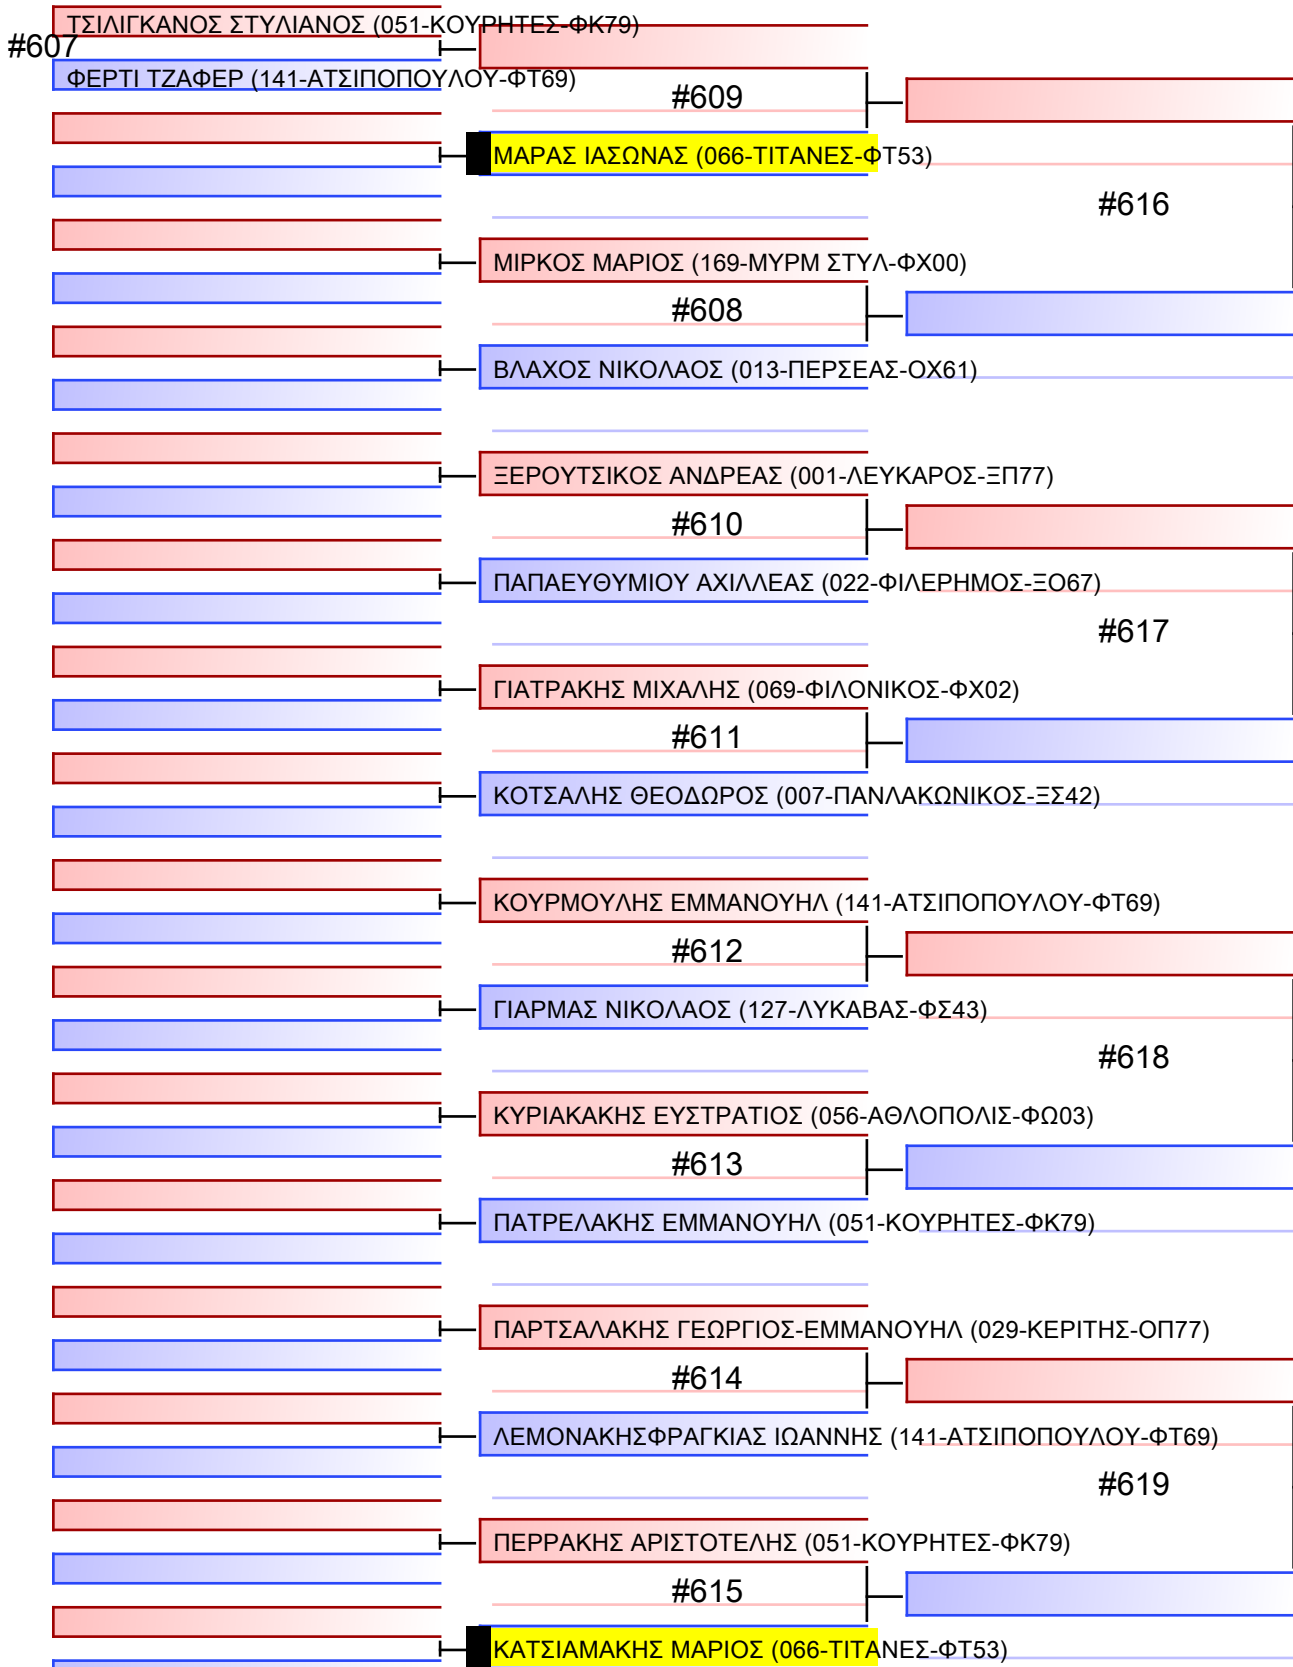 ΤΣΙΛΙΓΚΑΝΟΣ ΣΤΥΛΙΑΝΟΣ (051-ΚΟΥΡΗΤΕΣ-ΦΚ79)
#607
ΦΕΡΤΙ ΤΖΑΦΕΡ (141-ΑΤΣΙΠΟΠΟΥΛΟΥ-ΦΤ69)
#609
ΜΑΡΑΣ ΙΑΣΩΝΑΣ (066-ΤΙΤΑΝΕΣ-ΦΤ53)
#616
ΜΙΡΚΟΣ ΜΑΡΙΟΣ (169-ΜΥΡΜ ΣΤΥΛ-ΦΧ00)
#608
ΒΛΑΧΟΣ ΝΙΚΟΛΑΟΣ (013-ΠΕΡΣΕΑΣ-ΟΧ61)
ΞΕΡΟΥΤΣΙΚΟΣ ΑΝΔΡΕΑΣ (001-ΛΕΥΚΑΡΟΣ-ΞΠ77)
#610
ΠΑΠΑΕΥΘΥΜΙΟΥ ΑΧΙΛΛΕΑΣ (022-ΦΙΛΕΡΗΜΟΣ-ΞΟ67)
#617
ΓΙΑΤΡΑΚΗΣ ΜΙΧΑΛΗΣ (069-ΦΙΛΟΝΙΚΟΣ-ΦΧ02)
#611
ΚΟΤΣΑΛΗΣ ΘΕΟΔΩΡΟΣ (007-ΠΑΝΛΑΚΩΝΙΚΟΣ-ΞΣ42)
ΚΟΥΡΜΟΥΛΗΣ ΕΜΜΑΝΟΥΗΛ (141-ΑΤΣΙΠΟΠΟΥΛΟΥ-ΦΤ69)
#612
ΓΙΑΡΜΑΣ ΝΙΚΟΛΑΟΣ (127-ΛΥΚΑΒΑΣ-ΦΣ43)
#618
ΚΥΡΙΑΚΑΚΗΣ ΕΥΣΤΡΑΤΙΟΣ (056-ΑΘΛΟΠΟΛΙΣ-ΦΩ03)
#613
ΠΑΤΡΕΛΑΚΗΣ ΕΜΜΑΝΟΥΗΛ (051-ΚΟΥΡΗΤΕΣ-ΦΚ79)
ΠΑΡΤΣΑΛΑΚΗΣ ΓΕΩΡΓΙΟΣ-ΕΜΜΑΝΟΥΗΛ (029-ΚΕΡΙΤΗΣ-ΟΠ77)
#614
ΛΕΜΟΝΑΚΗΣΦΡΑΓΚΙΑΣ ΙΩΑΝΝΗΣ (141-ΑΤΣΙΠΟΠΟΥΛΟΥ-ΦΤ69)
#619
ΠΕΡΡΑΚΗΣ ΑΡΙΣΤΟΤΕΛΗΣ (051-ΚΟΥΡΗΤΕΣ-ΦΚ79)
#615
ΚΑΤΣΙΑΜΑΚΗΣ ΜΑΡΙΟΣ (066-ΤΙΤΑΝΕΣ-ΦΤ53)